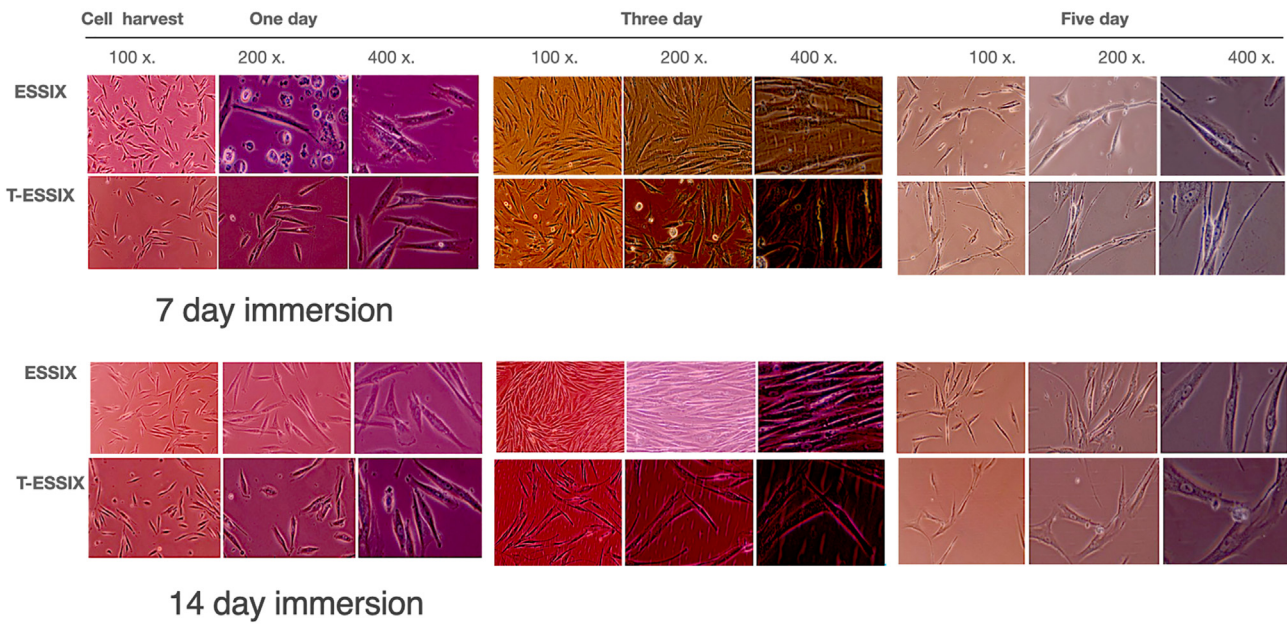 Cell harvest One day Three day Five day
100 x. 200 x. 400 x. 100 x. 200 x. 400 x. 100 x. 200 x. 400 x.
ESSIX
T-ESSIX
7 day immersion
ESSIX
T-ESSIX
14 day immersion